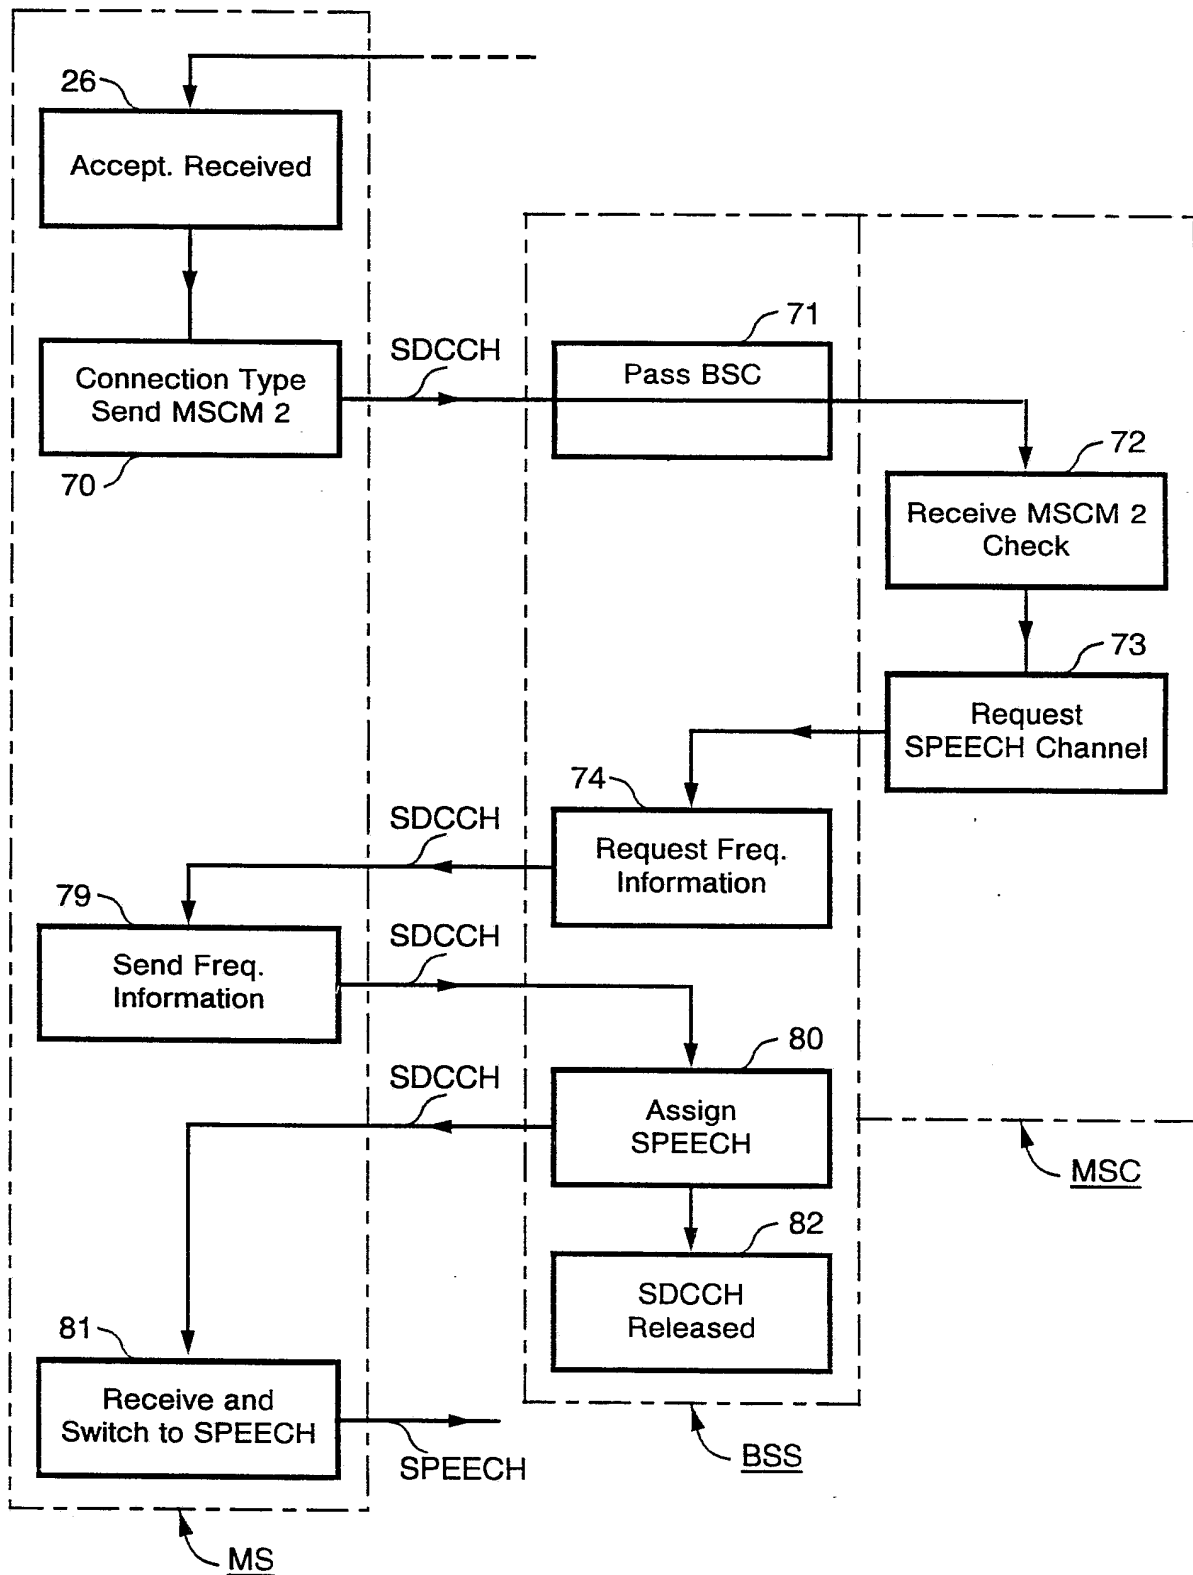 26
Accept. Received
71
SDCCH
Pass BSC
Connection Type
Send MSCM 2
70
72
Receive MSCM 2
Check
73
Request
SPEECH Channel
74
SDCCH
Request Freq.
Information
79
SDCCH
Send Freq.
Information
80
SDCCH
Assign
SPEECH
MSC
82
SDCCH
Released
81
Receive and
Switch to SPEECH
SPEECH
BSS
MS